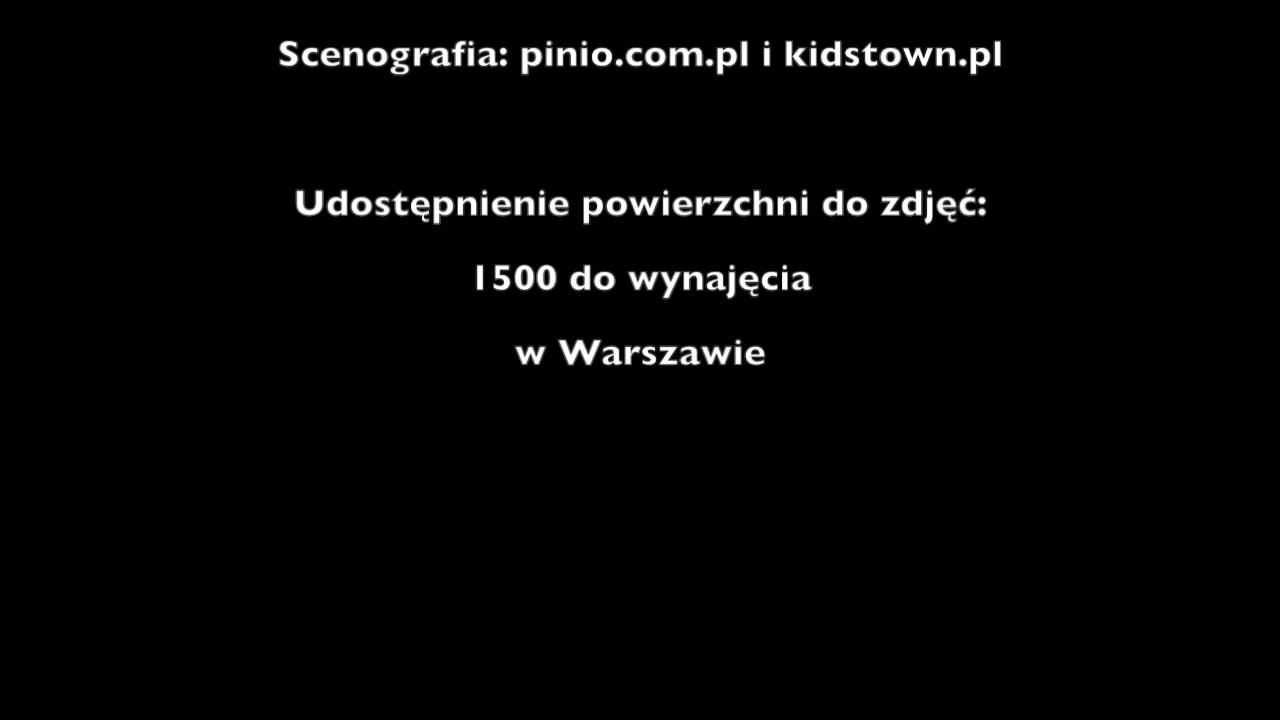 Scenografia: pinio.com.pl i kidstown.pl
Udostępnienie powierzchni do zdjęć:
1500 do wynajęcia
w Warszawie